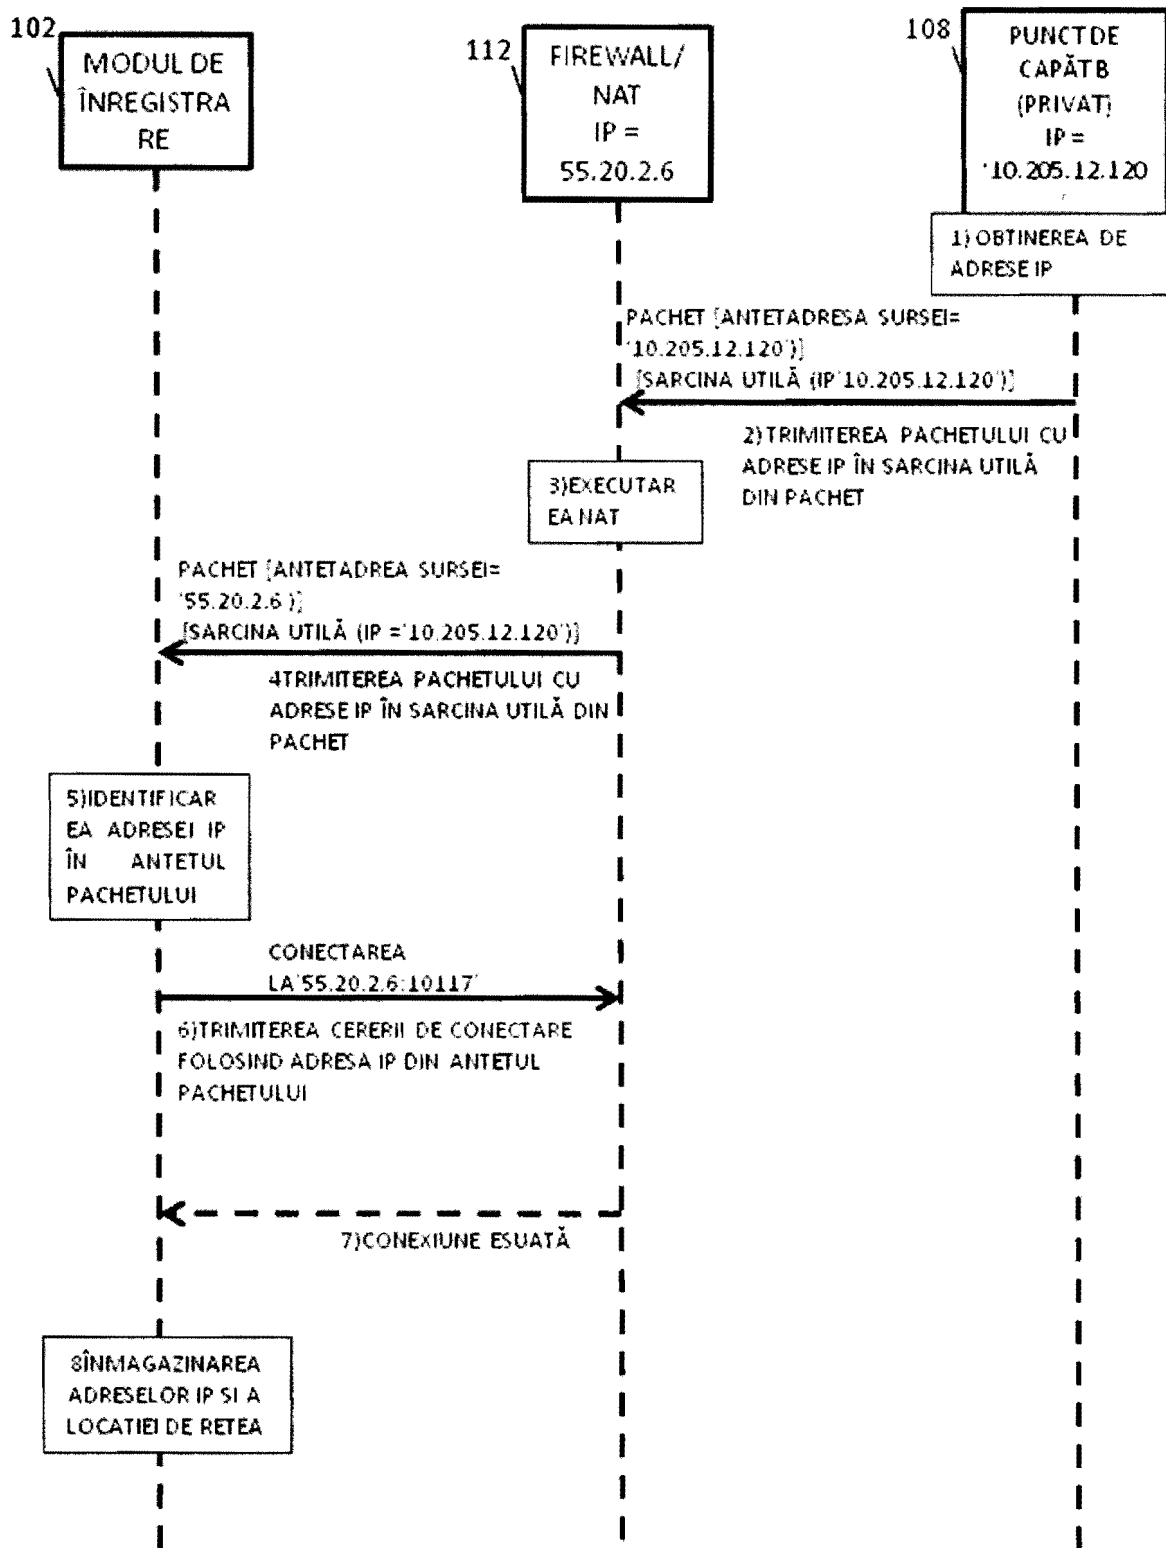 102
MODUL DE
ÎNREGISTRA
RE
112
FIREWALL/
NAT
IP =
55.20.2.6
108
PUNCT DE
CAPĂT B
(PRIVAT)
IP =
'10.205.12.120
1) OBTINEREA DE
ADRESE IP
PACHET [ANTETADRESA SURSEI=
'10.205.12.120')]
[SARCINA UTILĂ (IP'10.205.12.120')]
2)TRIMITEREA PACHETULUI CU
ADRESE IP ÎN SARCINA UTILĂ
DIN PACHET
3)EXECUTAR
EA NAT
PACHET [ANTETADREA SURSEI=
'55.20.2.6')]
[SARCINA UTILĂ (IP ='10.205.12.120')]
4TRIMITEREA PACHETULUI CU
ADRESE IP ÎN SARCINA UTILĂ DIN
PACHET
5)IDENTIFICAR
EA ADRESEI IP
ÎN ANTETUL
PACHETULUI
CONECTAREA
LA'55.20.2.6:10117'
6)TRIMITEREA CERERII DE CONECTARE
FOLOSIND ADRESA IP DIN ANTETUL
PACHETULUI
7)CONEXIUNE ESUATĂ
8ÎNMAGAZINAREA
ADRESELOR IP SI A
LOCATIEI DE RETEA